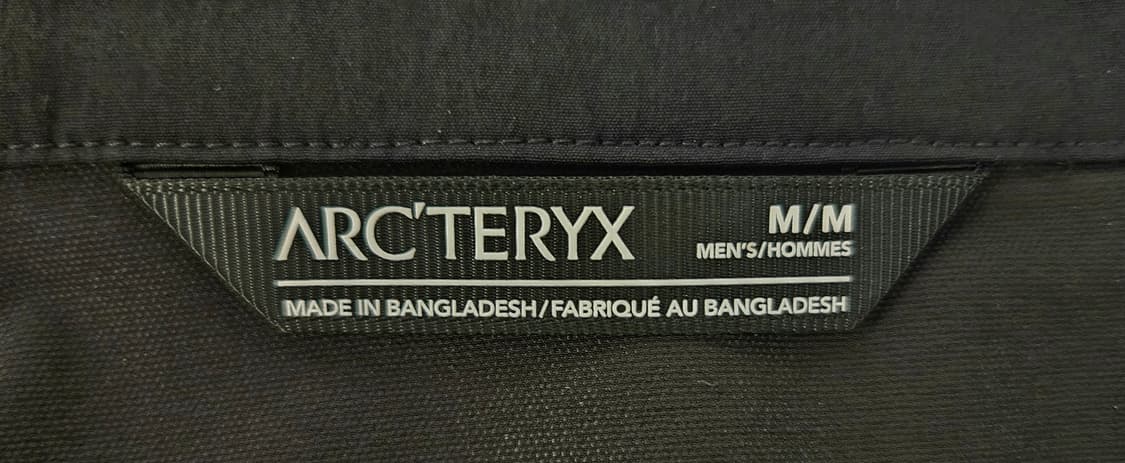 ARC'TERYX
M/M
MEN'S/HOMMES
MADE IN BANGLADESH/FABRIQUÉ AU BANGLADESH